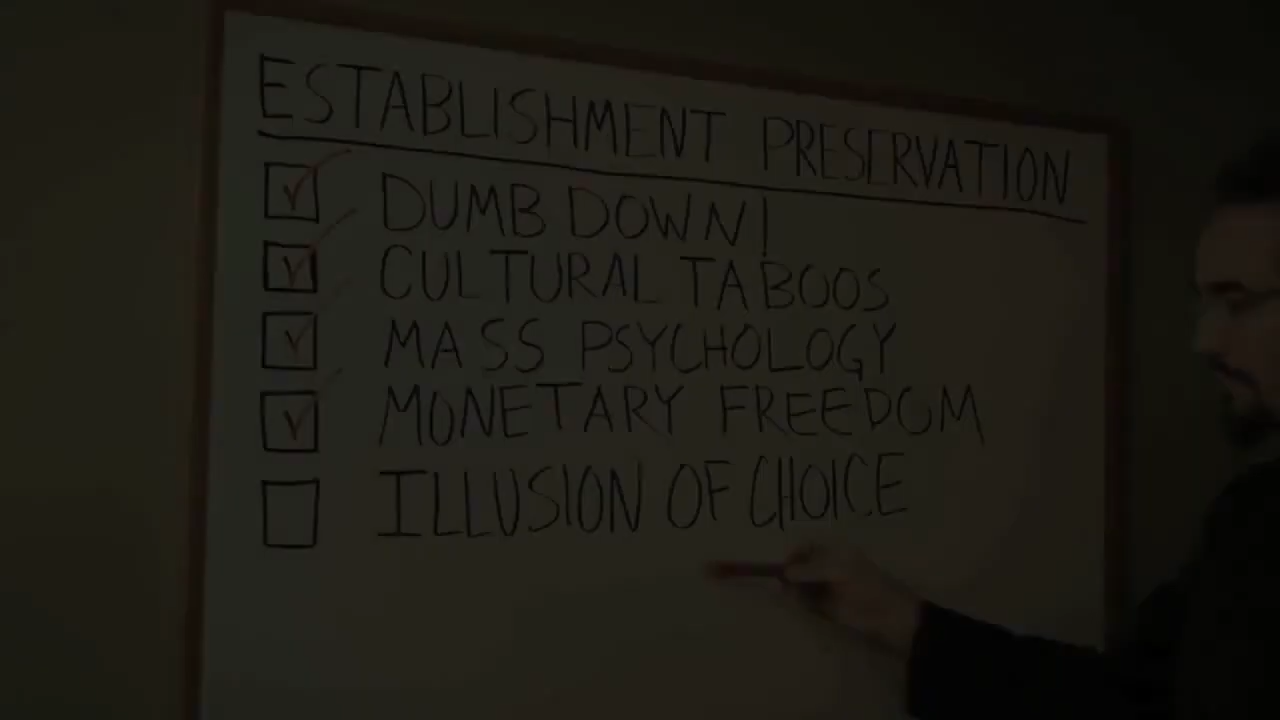 ESTABLISHMENT PRESERVATION
DUMB DOWN!
CULTURAL TABOOS
MASS PSYCHOLOGY
MONETARY FREEDOM
ILLUSION OF CHOICE